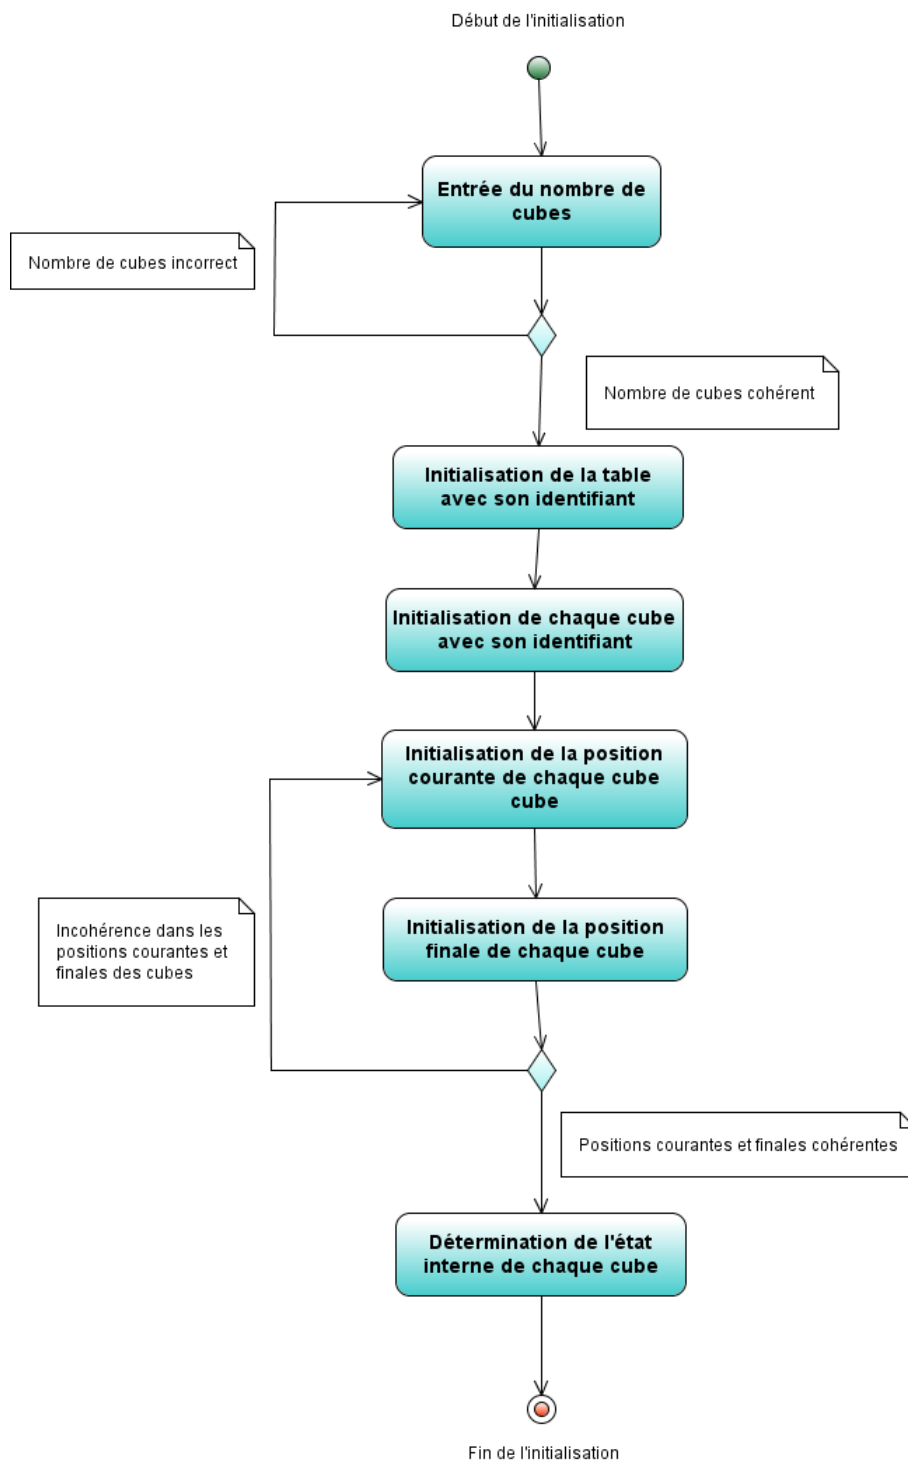 Début de l'initialisation
Entrée du nombre de
cubes
Nombre de cubes incorrect
Nombre de cubes cohérent
Initialisation de la table
avec son identifiant
Initialisation de chaque cube
avec son identifiant
Initialisation de la position
courante de chaque cube
cube
Initialisation de la position
finale de chaque cube
Incohérence dans les
positions courantes et
finales des cubes
Positions courantes et finales cohérentes
Détermination de l'état
interne de chaque cube
Fin de l'initialisation